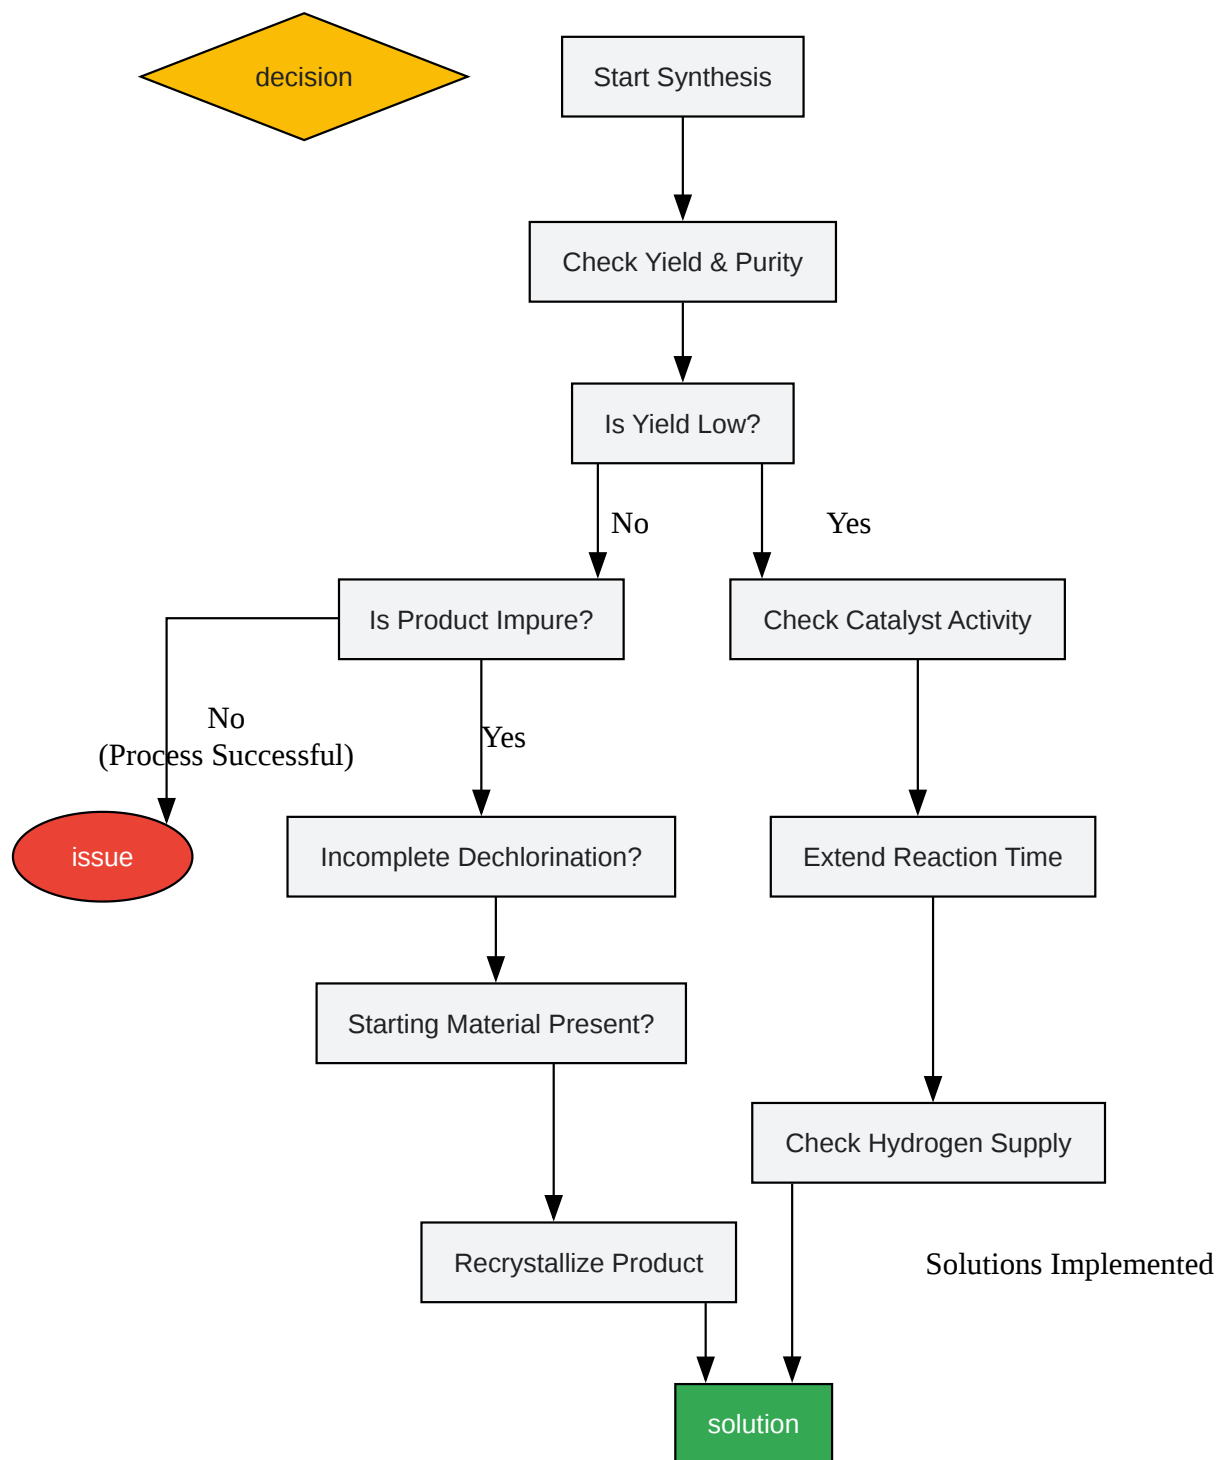 decision
Start Synthesis
Check Yield & Purity
Is Yield Low?
No
Yes
Is Product Impure?
Check Catalyst Activity
No
(Process Successful)
Yes
issue
Incomplete Dechlorination?
Extend Reaction Time
Starting Material Present?
Check Hydrogen Supply
Recrystallize Product
Solutions Implemented
solution